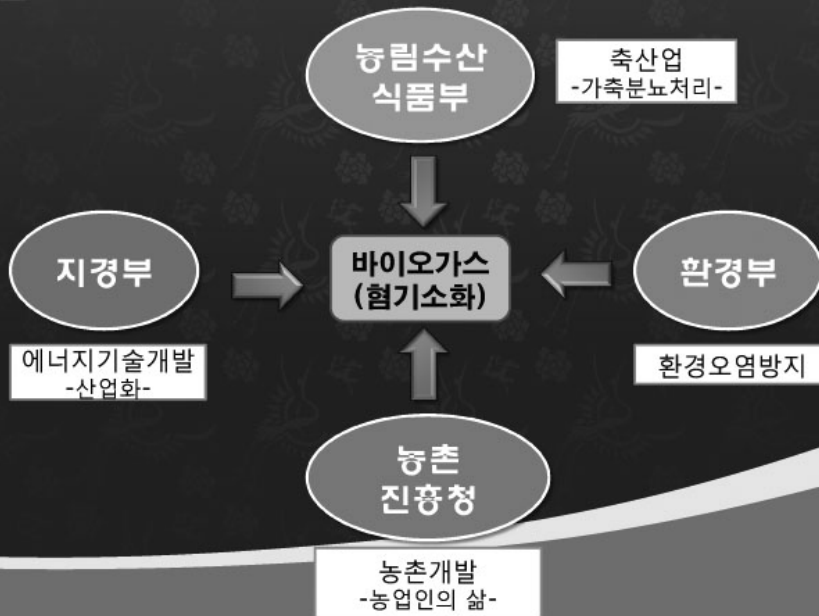 농림수산
식품부
축산업
-가축분뇨처리-
지경부
에너지기술개발
-산업화-
바이오가스
(혐기소화)
환경부
환경오염방지
농촌
진흥청
농촌개발
-농업인의 삶-